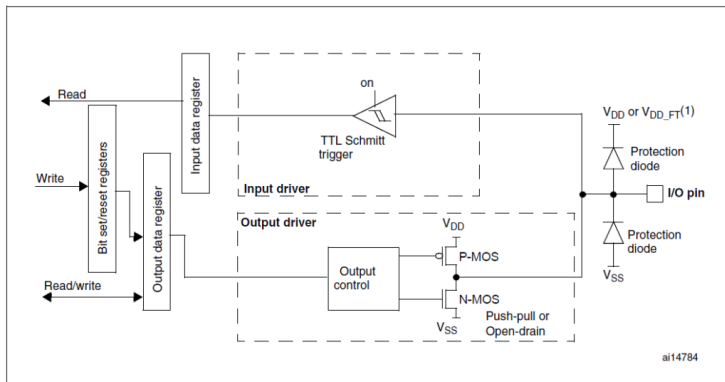 Read
Write
Read/write
Bit set/reset registers
Input data register
Output data register
on
TTL Schmitt
trigger
Input driver
Output driver
Output
control
VDD
P-MOS
N-MOS
VSS
Push-pull or
Open-drain
VDD or VDD_FT(1)
Protection
diode
I/O pin
Protection
diode
VSS
ai14784